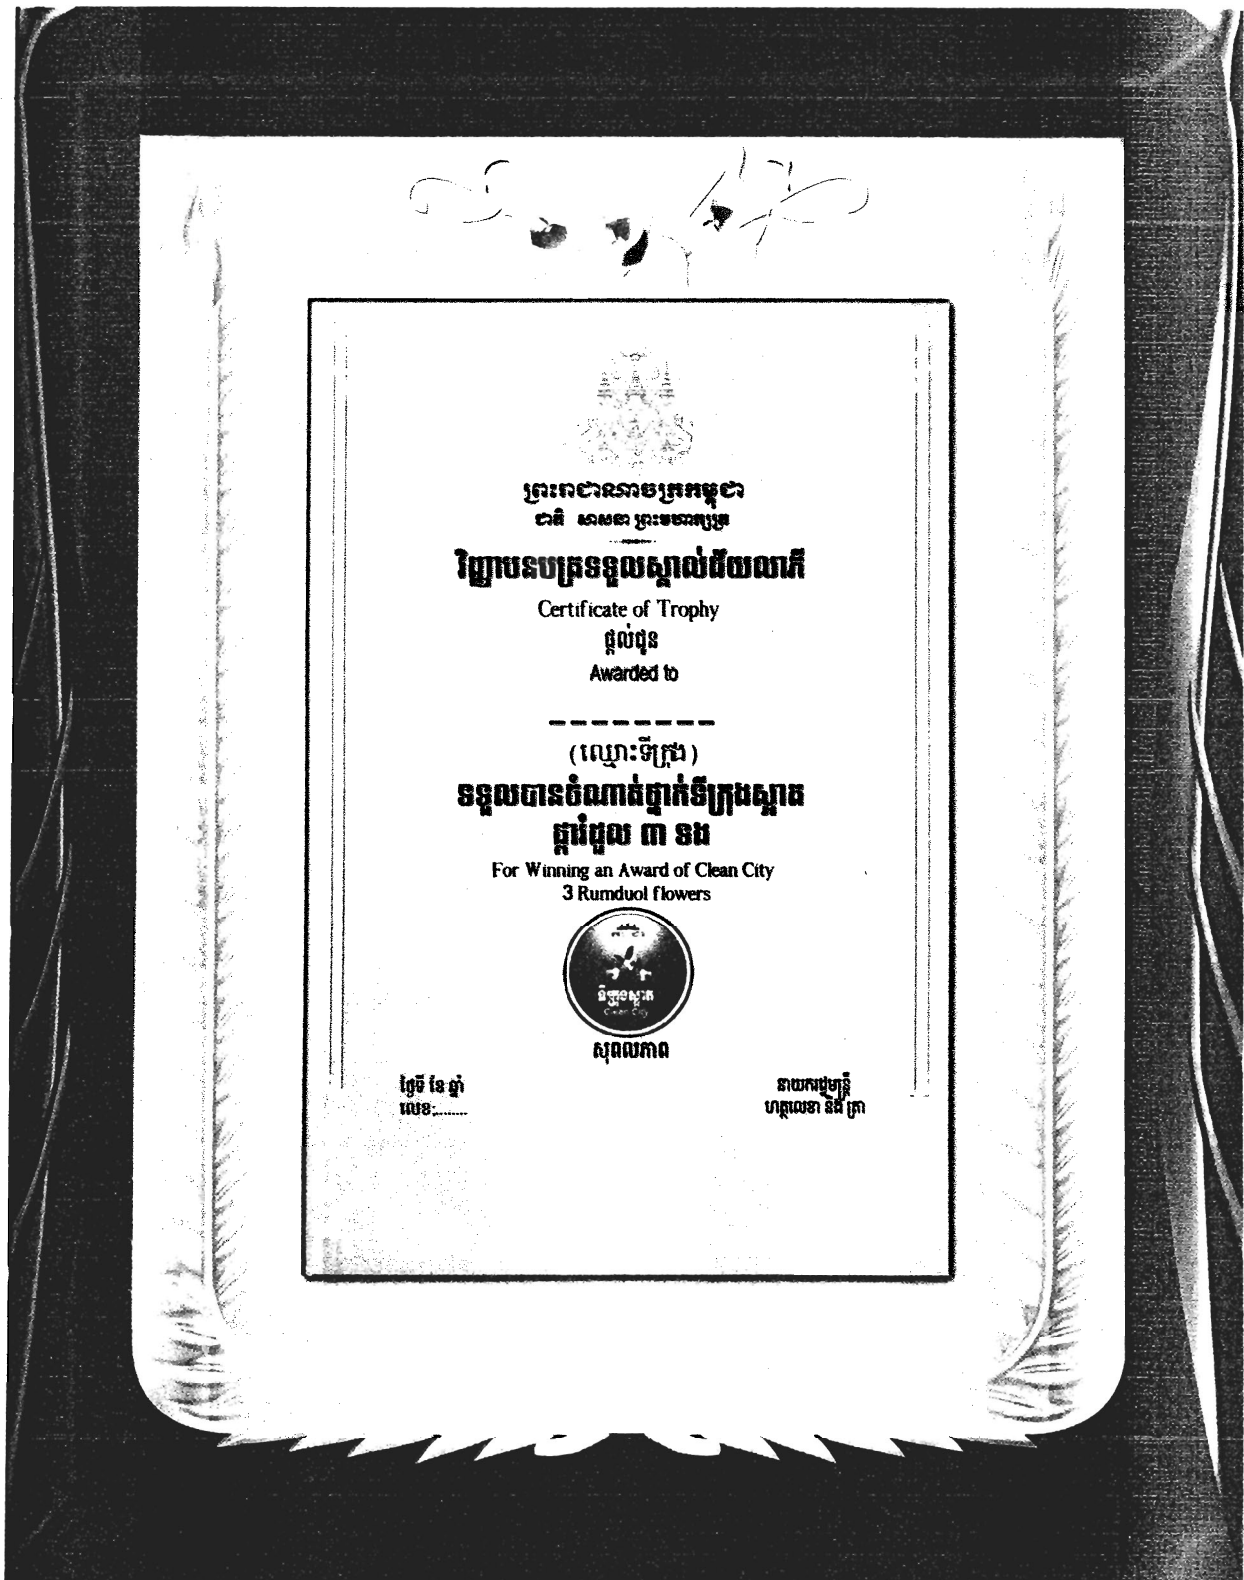 ព្រះរាជាណាចក្រកម្ពុជា
ជាតិ សាសនា ព្រះមហាក្សត្រ
វិញ្ញាបនបត្រទទួលស្គាល់ជ័យលាភី
Certificate of Trophy
ផ្តល់ជូន
Awarded to
(ឈ្មោះទីក្រុង)
ទទួលបានចំណាត់ថ្នាក់ទីក្រុងស្អាត
ផ្ការំដួល ៣ ទង
For Winning an Award of Clean City
3 Rumduol flowers
ទីក្រុងស្អាត
Clean City
សុពលភាព
ថ្ងៃទី ខែ ឆ្នាំ
លេខ:........
នាយករដ្ឋមន្ត្រី
ហត្ថលេខា និង ត្រា